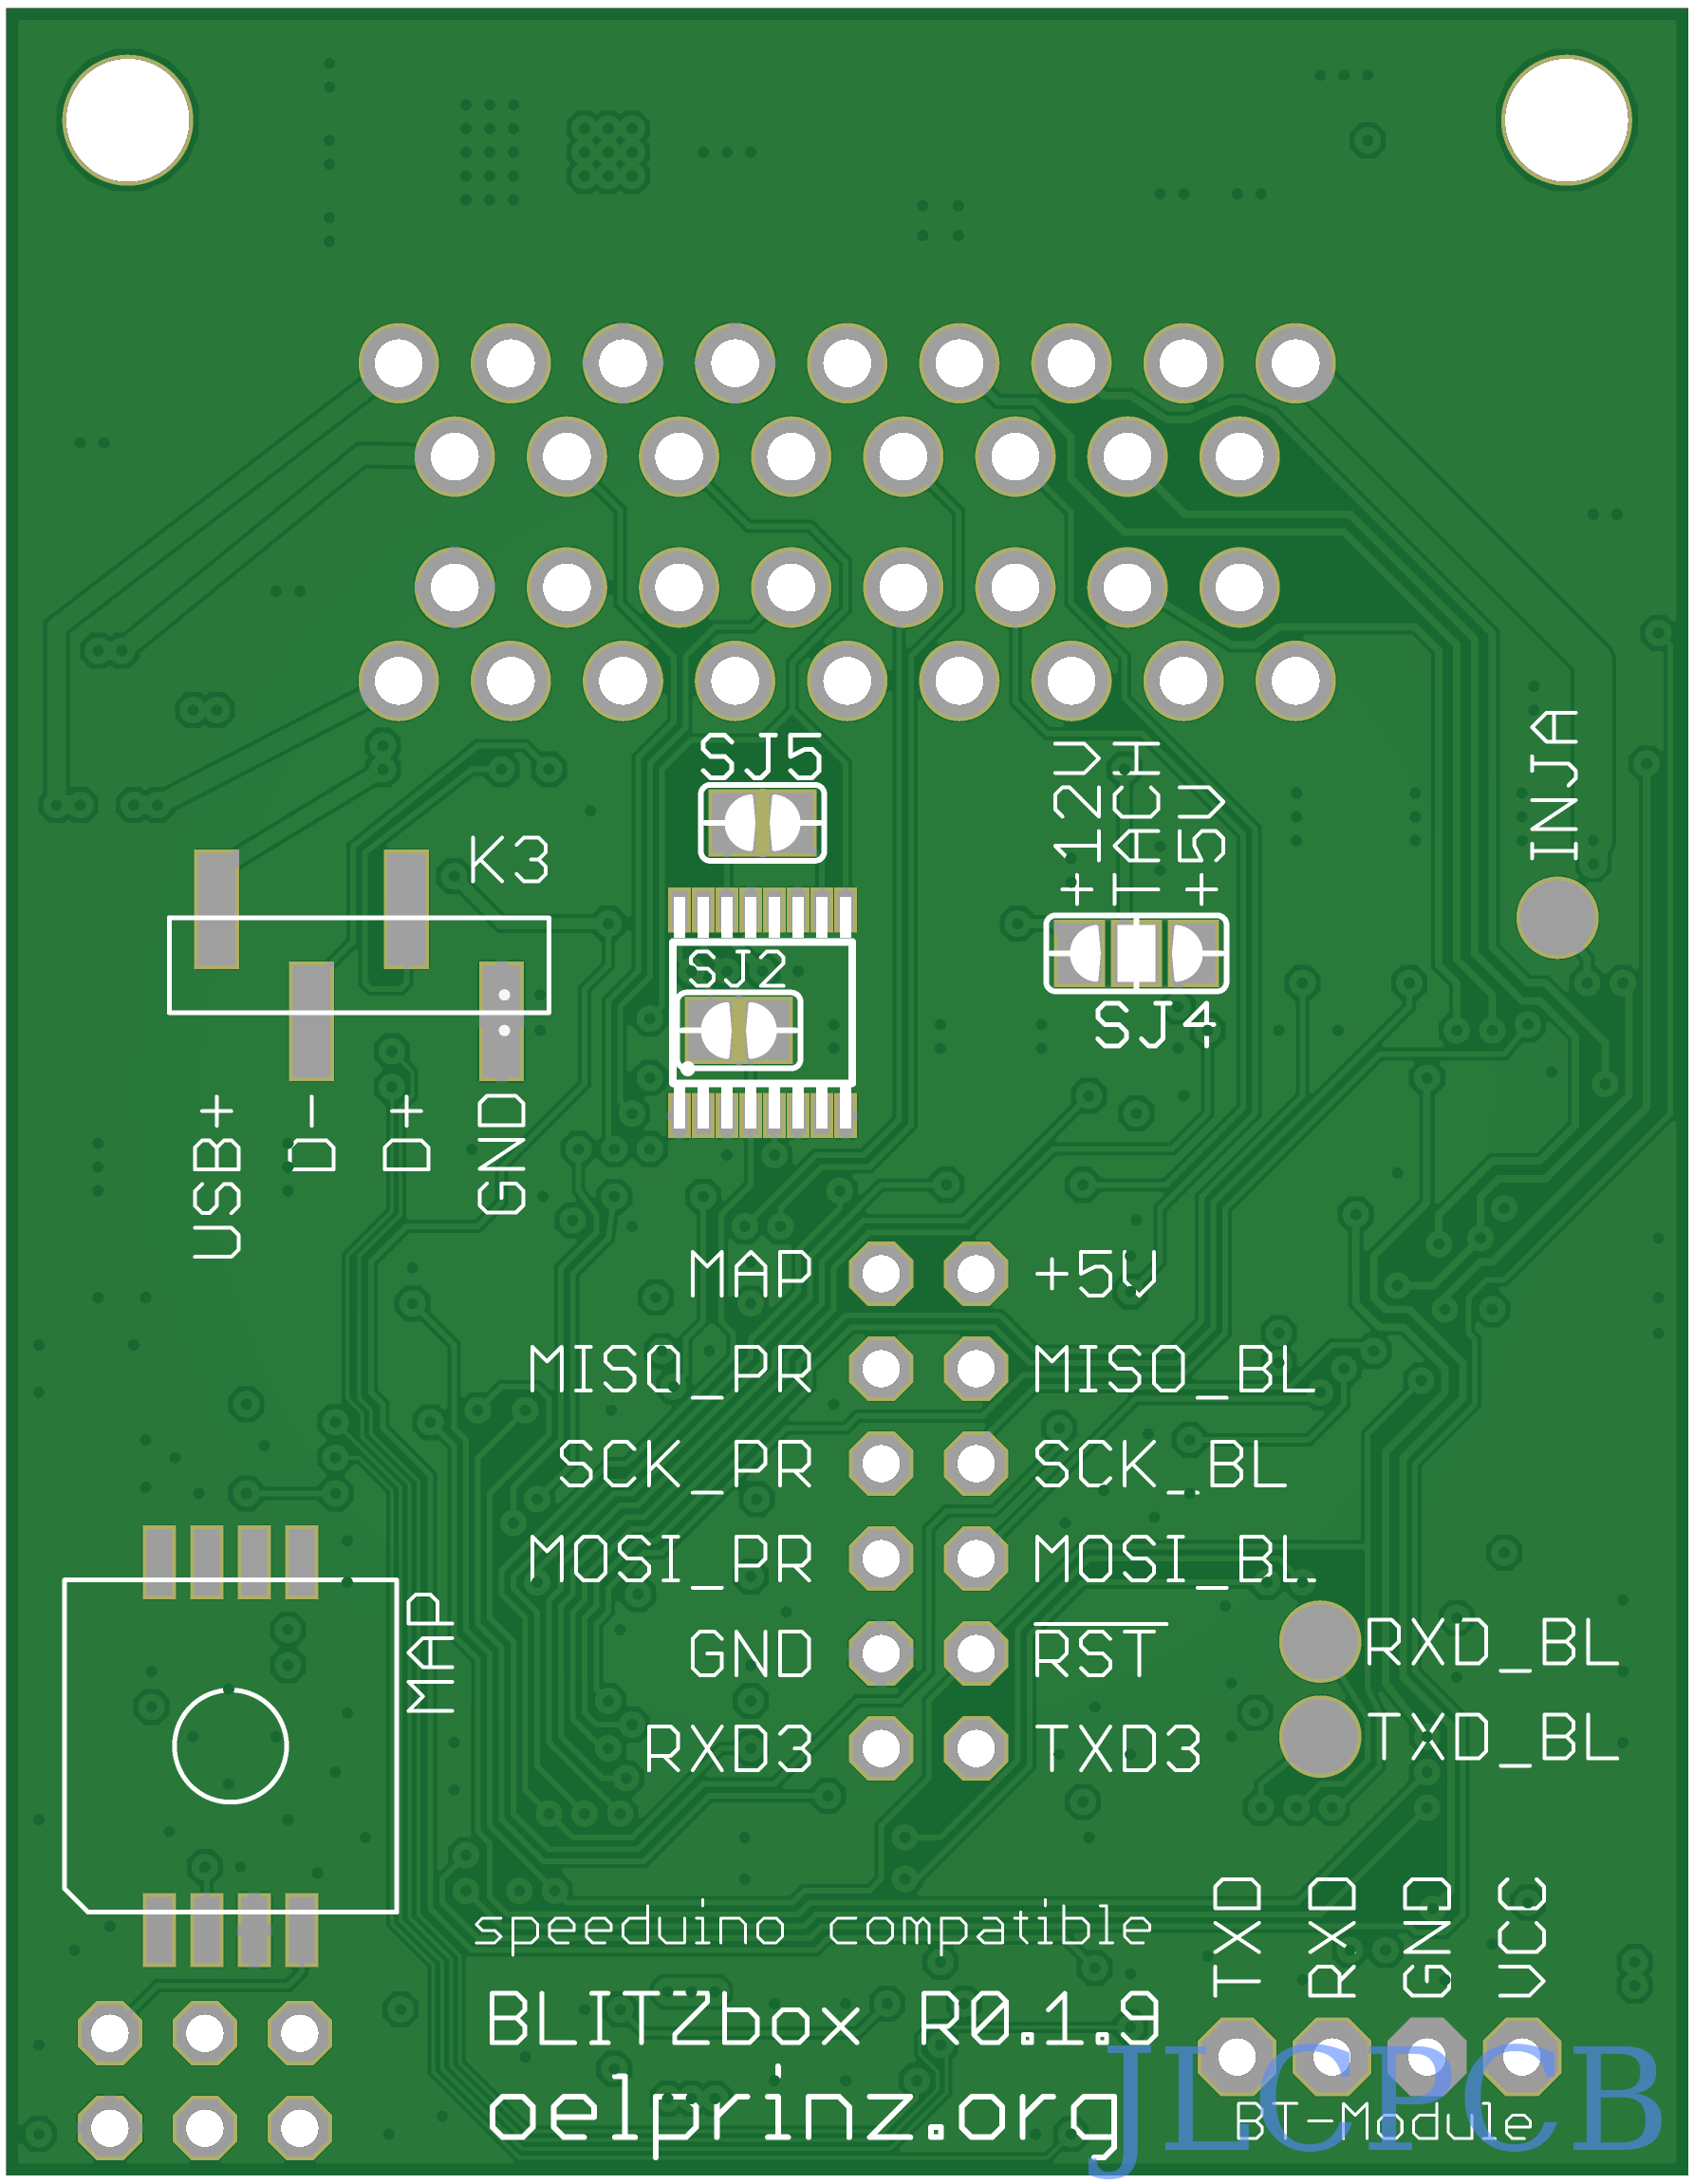 SJ5
+12V
TACH
+5V
INJA
K3
SJ2
SJ4
USB+
D-
D+
GND
MAP +5V
MISO_PR MISO_BL
SCK_PR SCK_BL
MOSI_PR MOSI_BL
GND RST
RXD3 TXD3
MAP
RXD_BL
TXD_BL
TXD
RXD
GND
VCC
speeduino compatible
BLITZbox R0.1.9
oelprinz.org
BT-Module
JLCPCB